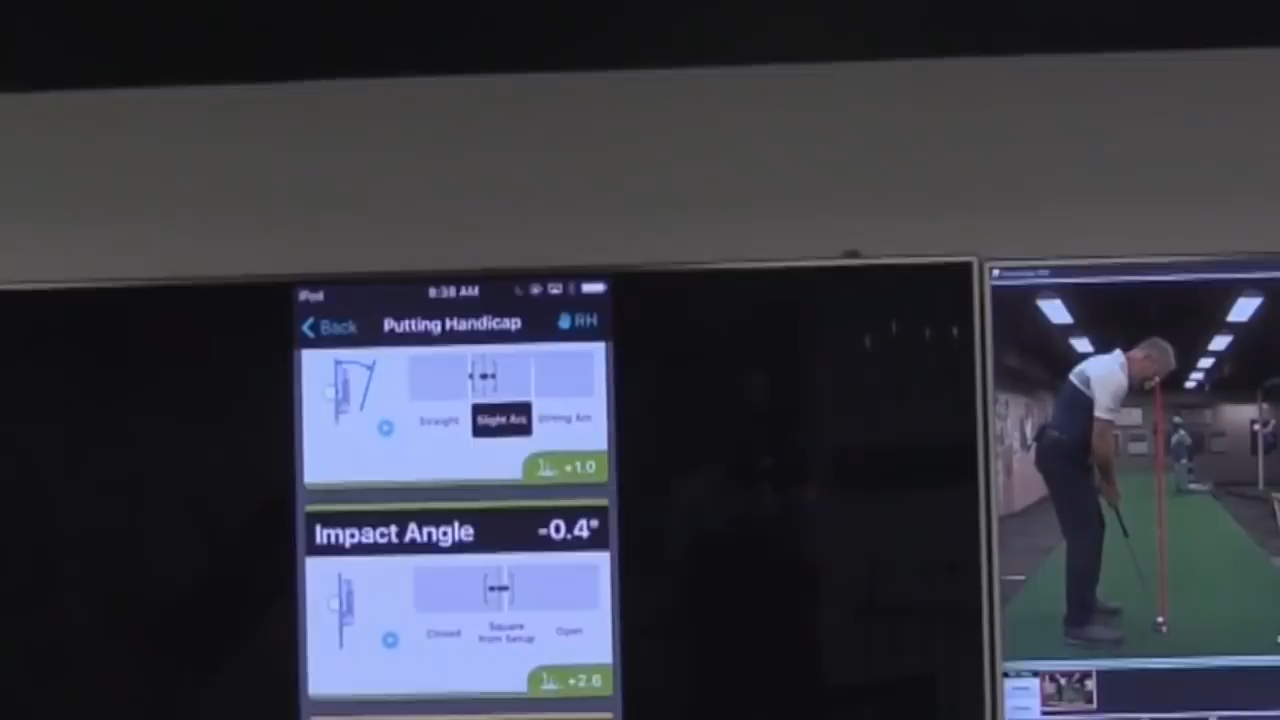 iPod 8:38 AM
Back Putting Handicap RH
Straight Slight Arc Strong Arc
+1.0
Impact Angle -0.4°
Closed Square from Setup Open
+2.6